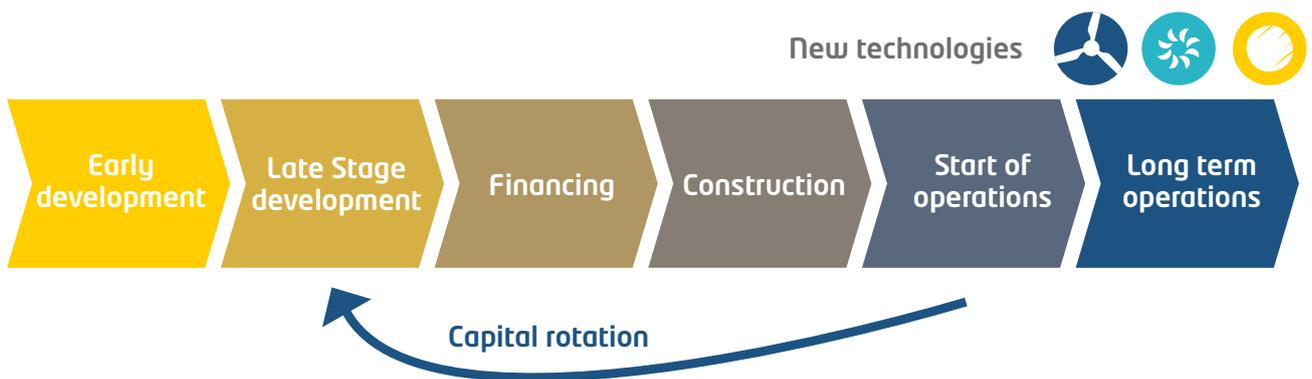 New technologies
Early
development
Late Stage
development
Financing
Construction
Start of
operations
Long term
operations
Capital rotation